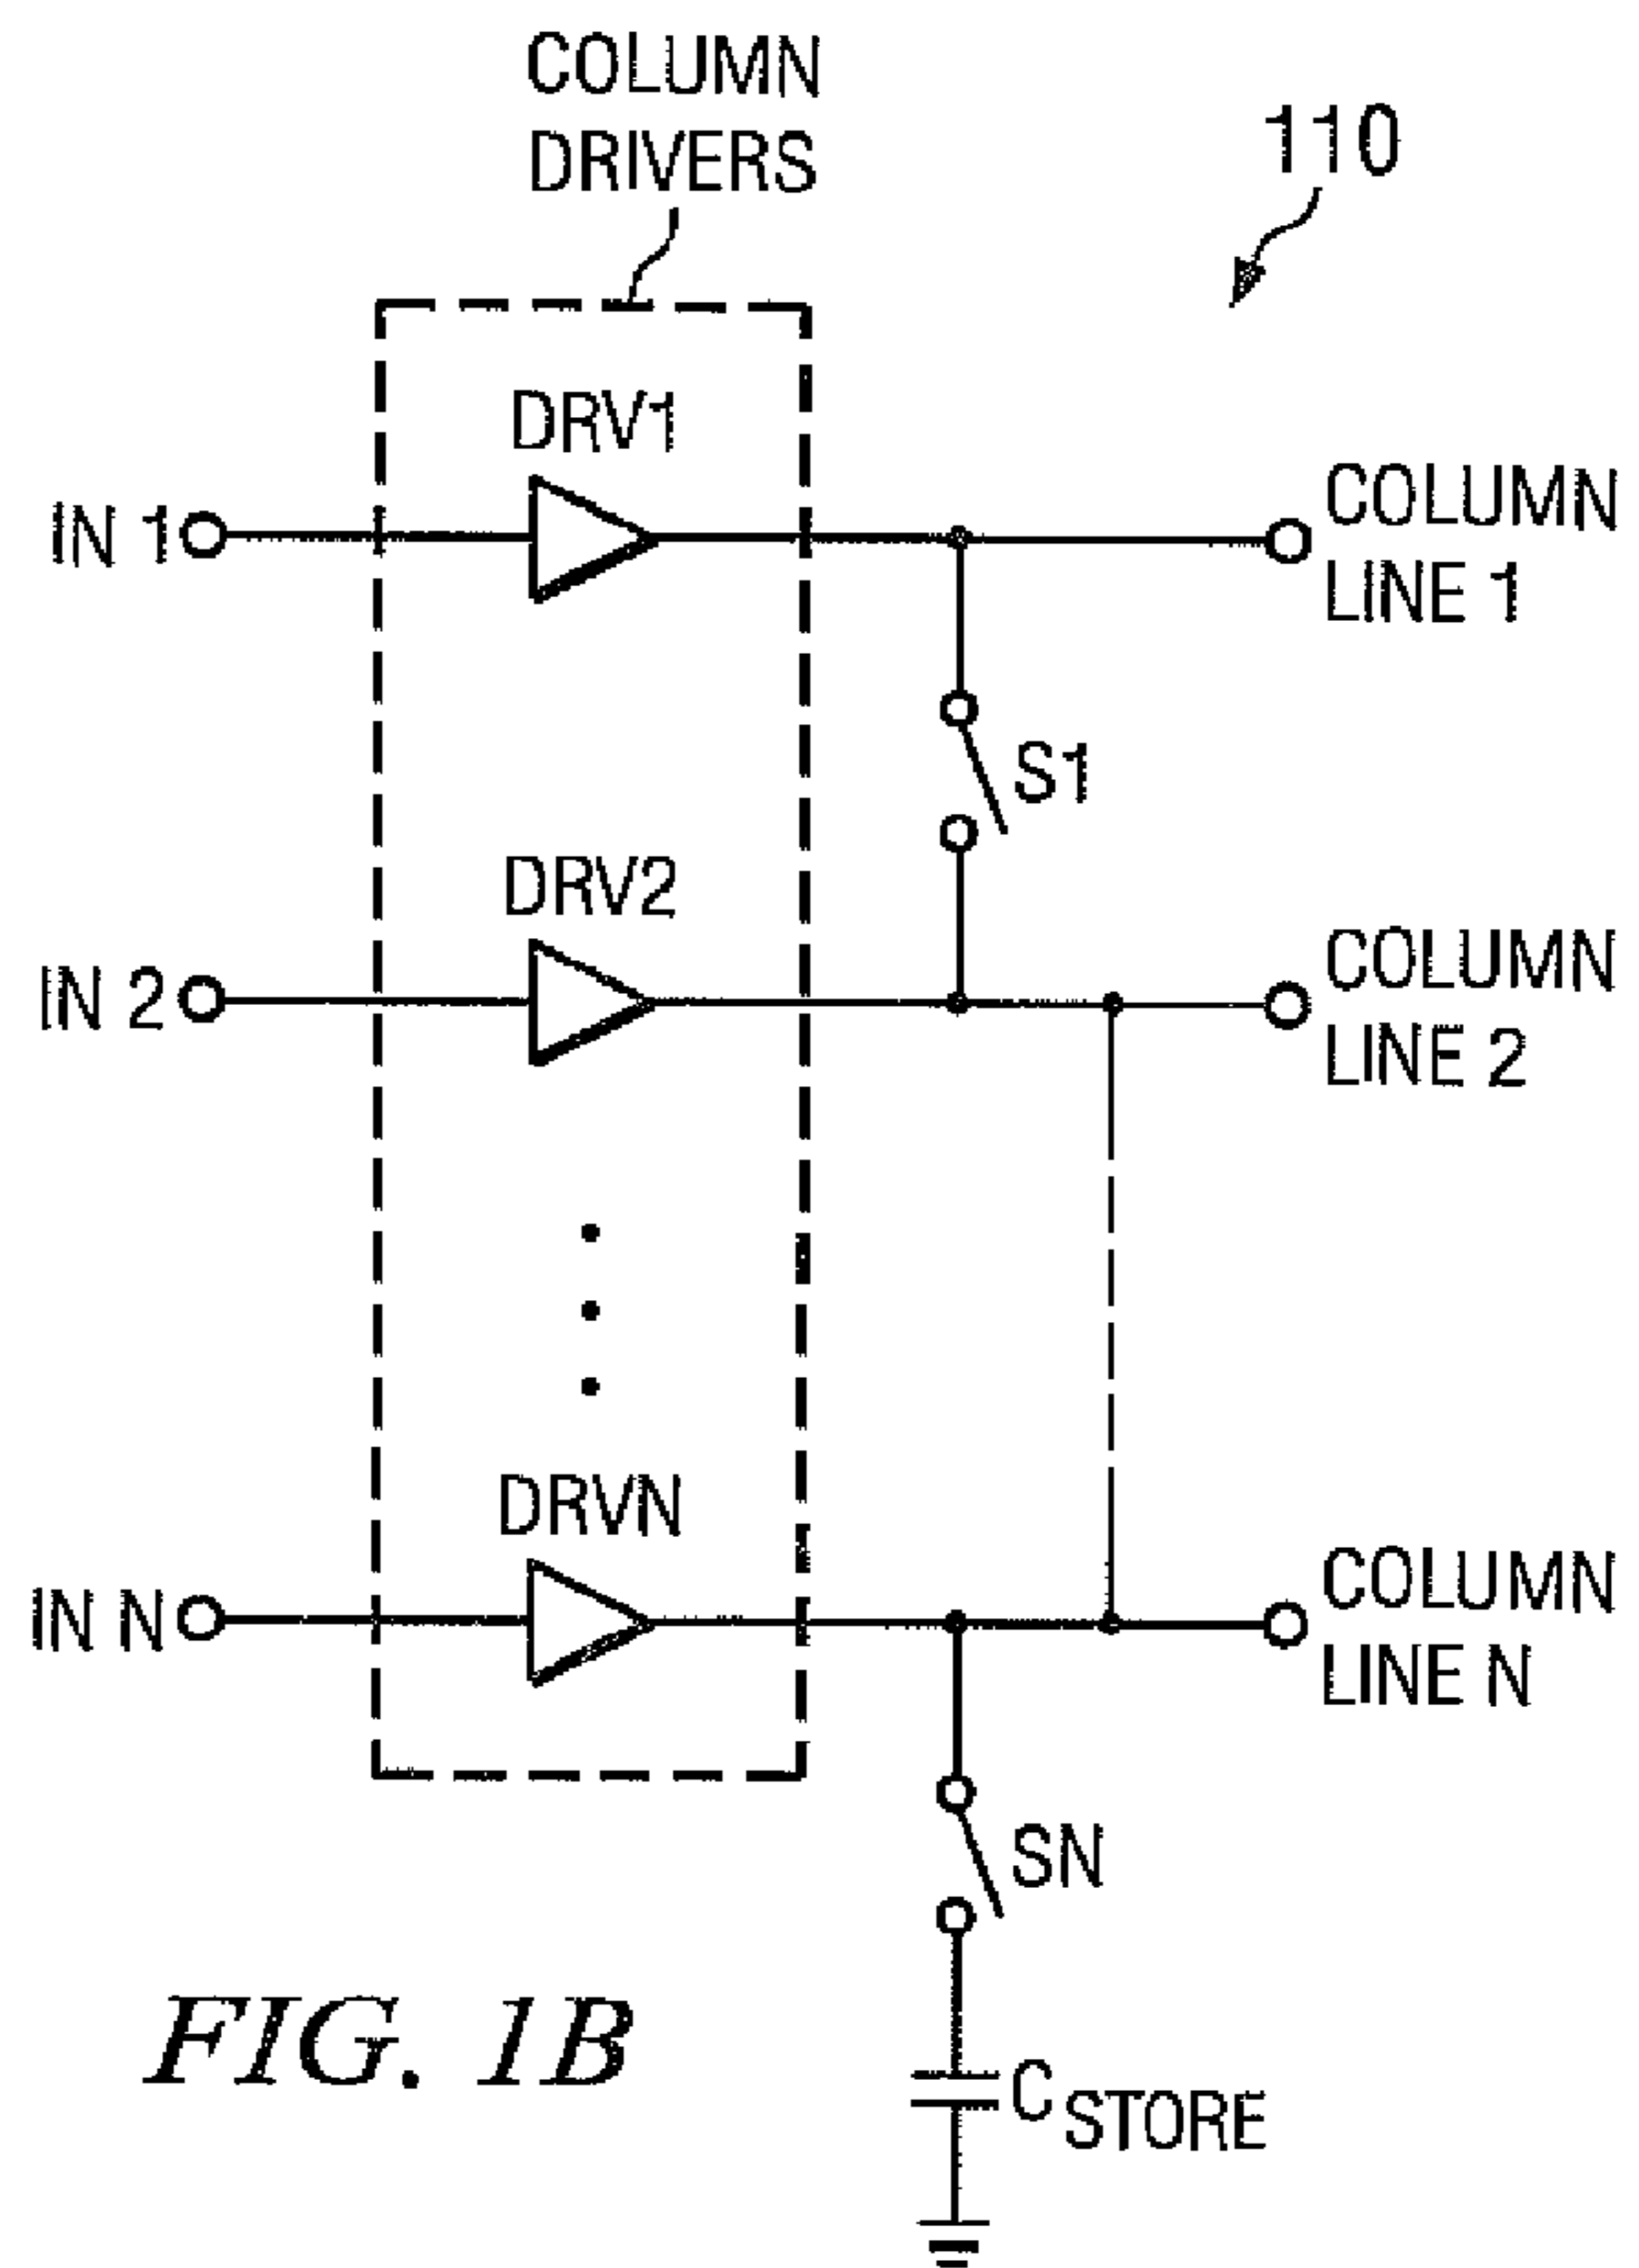 COLUMN
DRIVERS
110
DRV1
IN 1
COLUMN
LINE 1
S1
DRV2
IN 2
COLUMN
LINE 2
DRVN
IN N
COLUMN
LINE N
SN
FIG. 1B
CSTORE